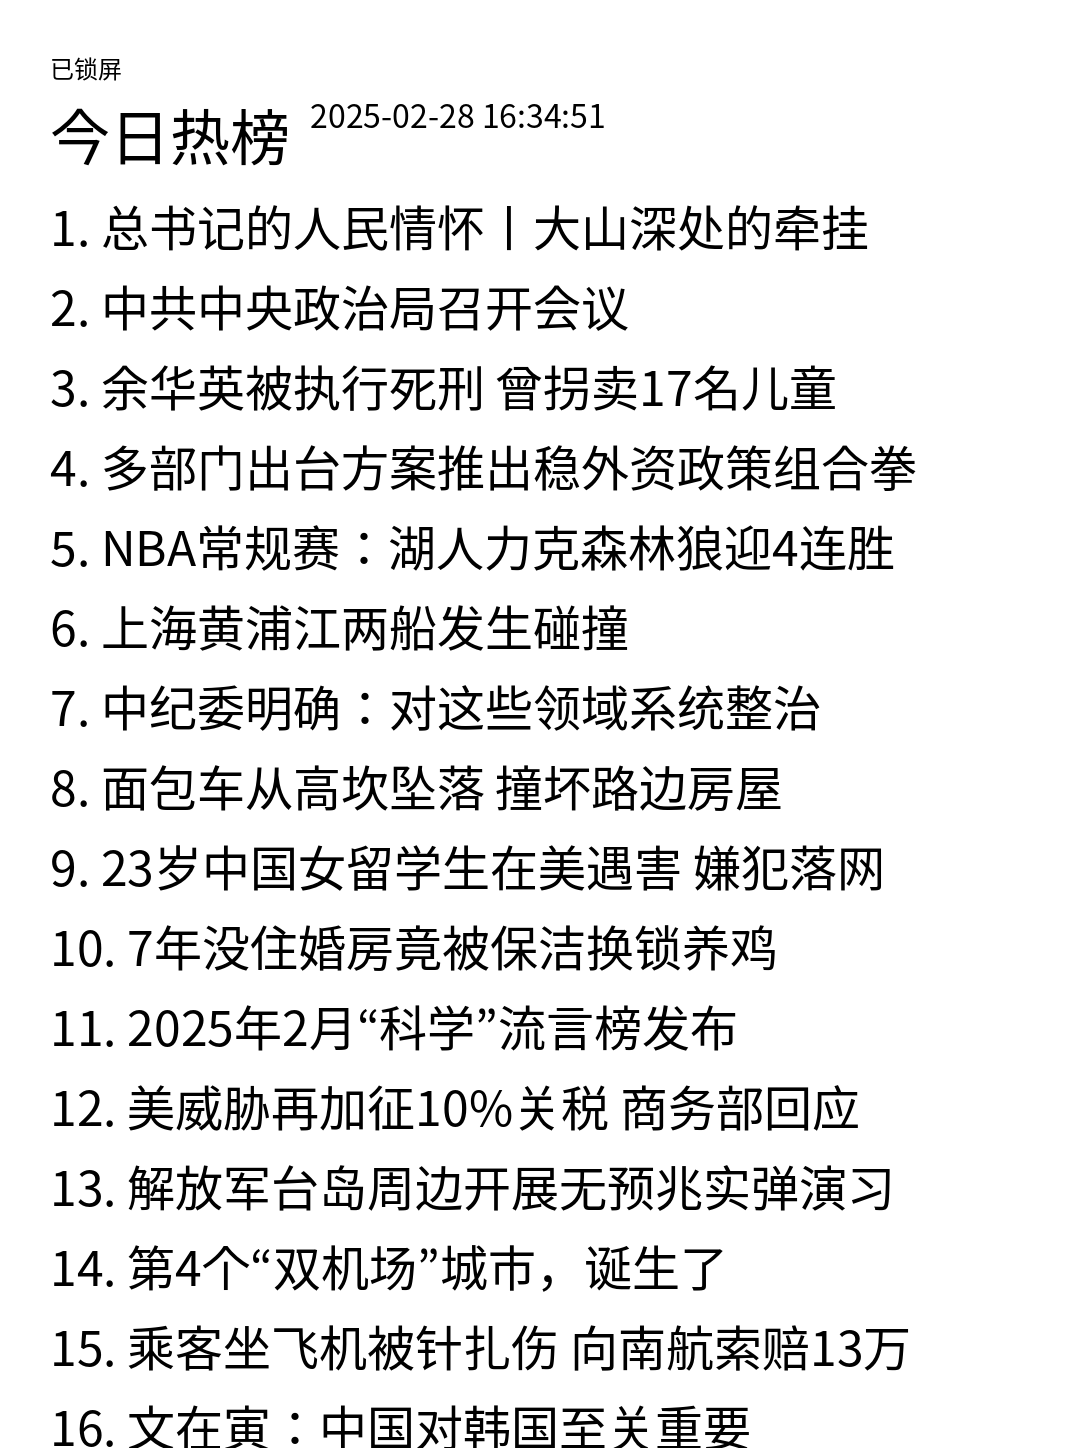 已锁屏
今日热榜 2025-02-28 16:34:51
1. 总书记的人民情怀丨大山深处的牵挂
2. 中共中央政治局召开会议
3. 余华英被执行死刑 曾拐卖17名儿童
4. 多部门出台方案推出稳外资政策组合拳
5. NBA常规赛：湖人力克森林狼迎4连胜
6. 上海黄浦江两船发生碰撞
7. 中纪委明确：对这些领域系统整治
8. 面包车从高坎坠落 撞坏路边房屋
9. 23岁中国女留学生在美遇害 嫌犯落网
10. 7年没住婚房竟被保洁换锁养鸡
11. 2025年2月“科学”流言榜发布
12. 美威胁再加征10%关税 商务部回应
13. 解放军台岛周边开展无预兆实弹演习
14. 第4个“双机场”城市，诞生了
15. 乘客坐飞机被针扎伤 向南航索赔13万
16. 文在寅：中国对韩国至关重要